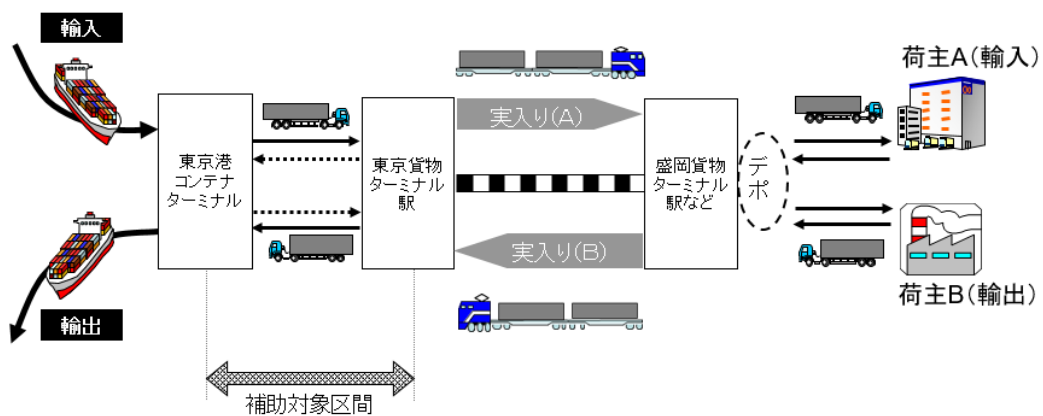 輸入
荷主A(輸入)
実入り(A)
東京港
コンテナ
ターミナル
東京貨物
ターミナル
駅
盛岡貨物
ターミナル
駅など
デポ
実入り(B)
荷主B(輸出)
輸出
補助対象区間